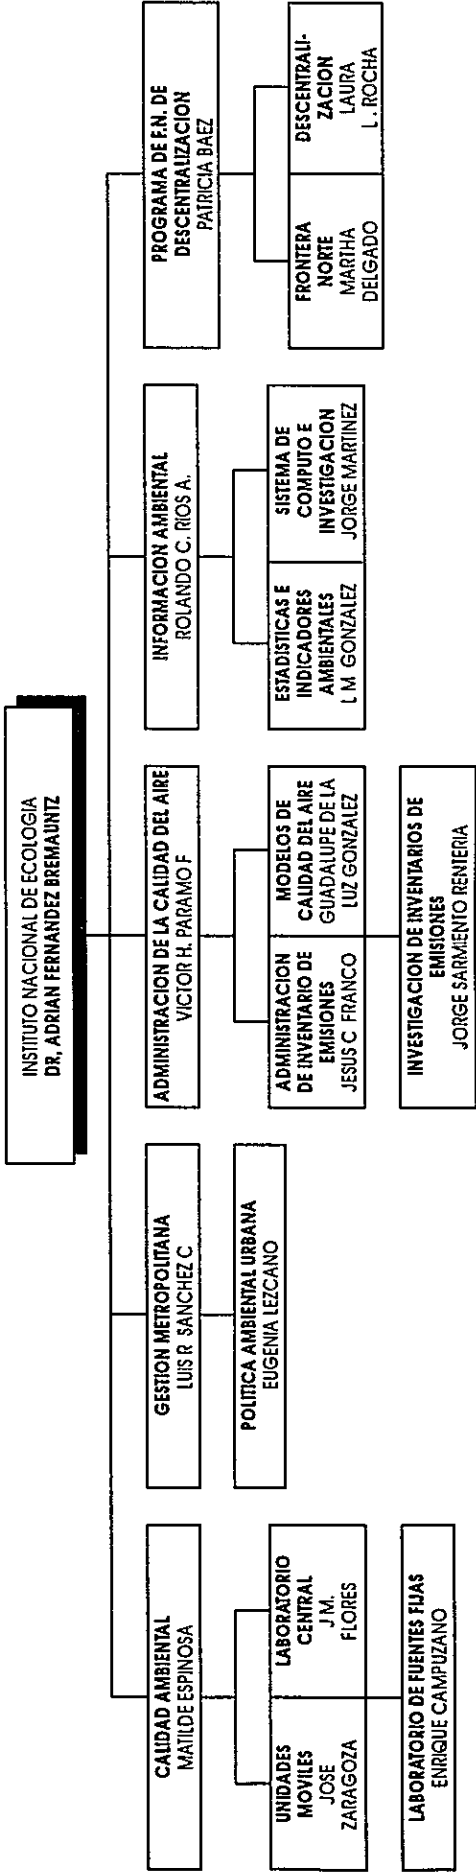 INSTITUTO NACIONAL DE ECOLOGIA
DR, ADRIAN FERNANDEZ BREMAUNTZ
CALIDAD AMBIENTAL
MATILDE ESPINOSA
UNIDADES
MOVILES
JOSE
ZARAGOZA
LABORATORIO
CENTRAL
J M.
FLORES
LABORATORIO DE FUENTES FIJAS
ENRIQUE CAMPUZANO
GESTION METROPOLITANA
LUIS R SANCHEZ C
POLITICA AMBIENTAL URBANA
EUGENIA LEZCANO
ADMINISTRACION DE LA CALIDAD DEL AIRE
VICTOR H. PARAMO F
ADMINISTRACION
DE INVENTARIO DE
EMISIONES
JESUS C FRANCO
MODELOS DE
CALIDAD DEL AIRE
GUADALUPE DE LA
LUZ GONZALEZ
INVESTIGACION DE INVENTARIOS DE
EMISIONES
JORGE SARMIENTO RENTERIA
INFORMACION AMBIENTAL
ROLANDO C. RIOS A.
ESTADISTICAS E
INDICADORES
AMBIENTALES
L M GONZALEZ
SISTEMA DE
COMPUTO E
INVESTIGACION
JORGE MARTINEZ
PROGRAMA DE F.N. DE
DESCENTRALIZACION
PATRICIA BAEZ
FRONTERA
NORTE
MARTHA
DELGADO
DESCENTRALI-
ZACION
LAURA
L . ROCHA